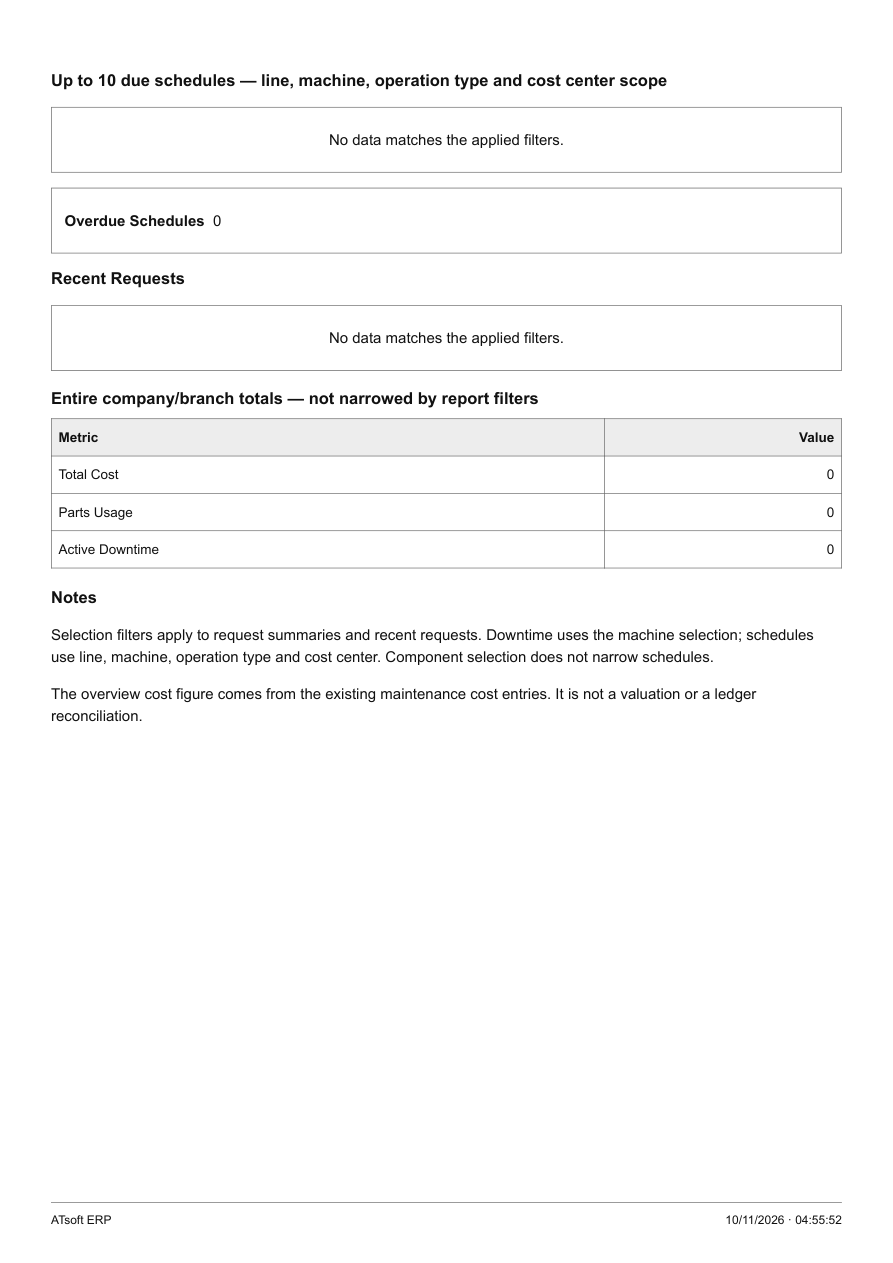 Up to 10 due schedules — line, machine, operation type and cost center scope
No data matches the applied filters.
Overdue Schedules 0
Recent Requests
No data matches the applied filters.
Entire company/branch totals — not narrowed by report filters
Metric Value
Total Cost 0
Parts Usage 0
Active Downtime 0
Notes
Selection filters apply to request summaries and recent requests. Downtime uses the machine selection; schedules
use line, machine, operation type and cost center. Component selection does not narrow schedules.
The overview cost figure comes from the existing maintenance cost entries. It is not a valuation or a ledger
reconciliation.
ATsoft ERP 10/11/2026 · 04:55:52